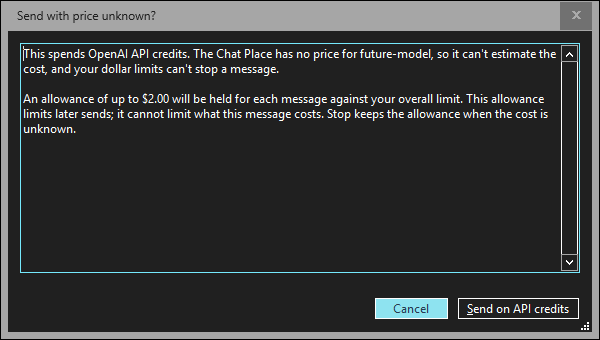 Send with price unknown?
This spends OpenAI API credits. The Chat Place has no price for future-model, so it can't estimate the
cost, and your dollar limits can't stop a message.
An allowance of up to $2.00 will be held for each message against your overall limit. This allowance
limits later sends; it cannot limit what this message costs. Stop keeps the allowance when the cost is
unknown.
Cancel
Send on API credits